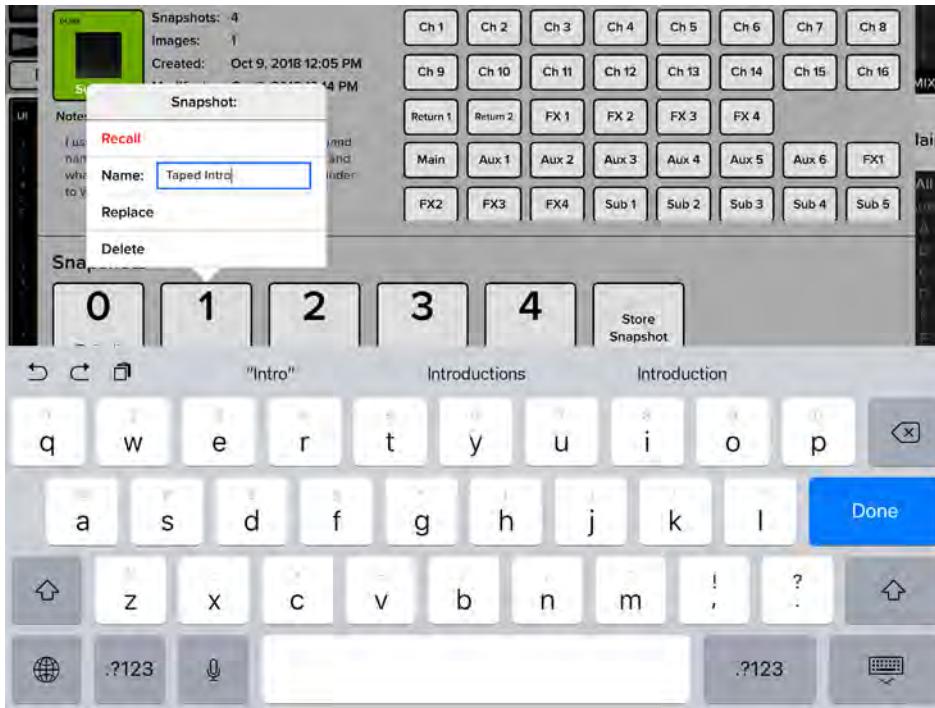 Snapshots: 4
Images: 1
Created: Oct 9, 2018 12:05 PM
PM
Snapshot:
Recall
Name: Taped Intro
Replace
Delete
Ch 1 Ch 2 Ch 3 Ch 4 Ch 5 Ch 6 Ch 7 Ch 8
Ch 9 Ch 10 Ch 11 Ch 12 Ch 13 Ch 14 Ch 15 Ch 16
Return 1 Return 2 FX 1 FX 2 FX 3 FX 4
Main Aux 1 Aux 2 Aux 3 Aux 4 Aux 5 Aux 6 FX1
FX2 FX3 FX4 Sub 1 Sub 2 Sub 3 Sub 4 Sub 5
0 1 2 3 4 Store
Snapshot
"Intro" Introductions Introduction
q w e r t y u i o p
a s d f g h j k l Done
z x c v b n m ! , ? .
.?123 .?123